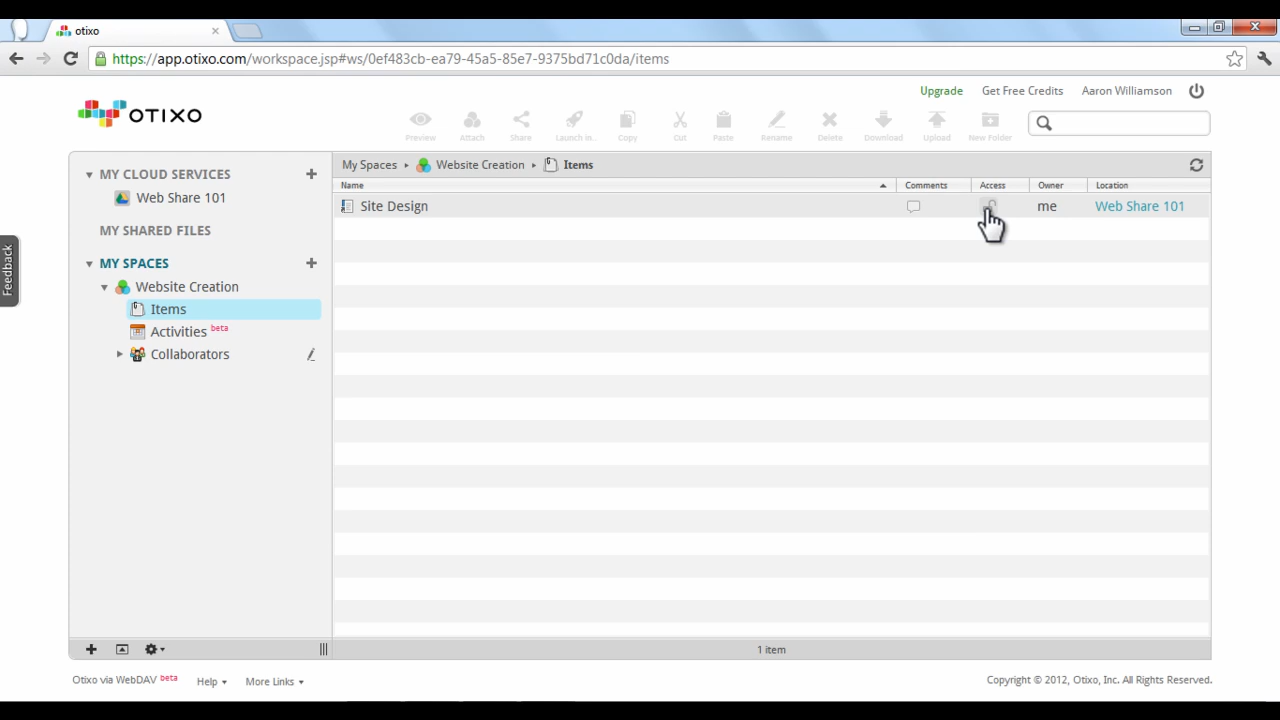 otixo
https://app.otixo.com/workspace.jsp#ws/0ef483cb-ea79-45a5-85e7-9375bd71c0da/items
Upgrade Get Free Credits Aaron Williamson
OTIXO
Preview Attach Share Launch in.. Copy Cut Paste Rename Delete Download Upload New Folder
MY CLOUD SERVICES
Web Share 101
MY SHARED FILES
MY SPACES
Website Creation
Items
Activities beta
Collaborators
Feedback
My Spaces Website Creation Items
Name Comments Access Owner Location
Site Design me Web Share 101
1 item
Otixo via WebDAV beta Help More Links
Copyright © 2012, Otixo, Inc. All Rights Reserved.